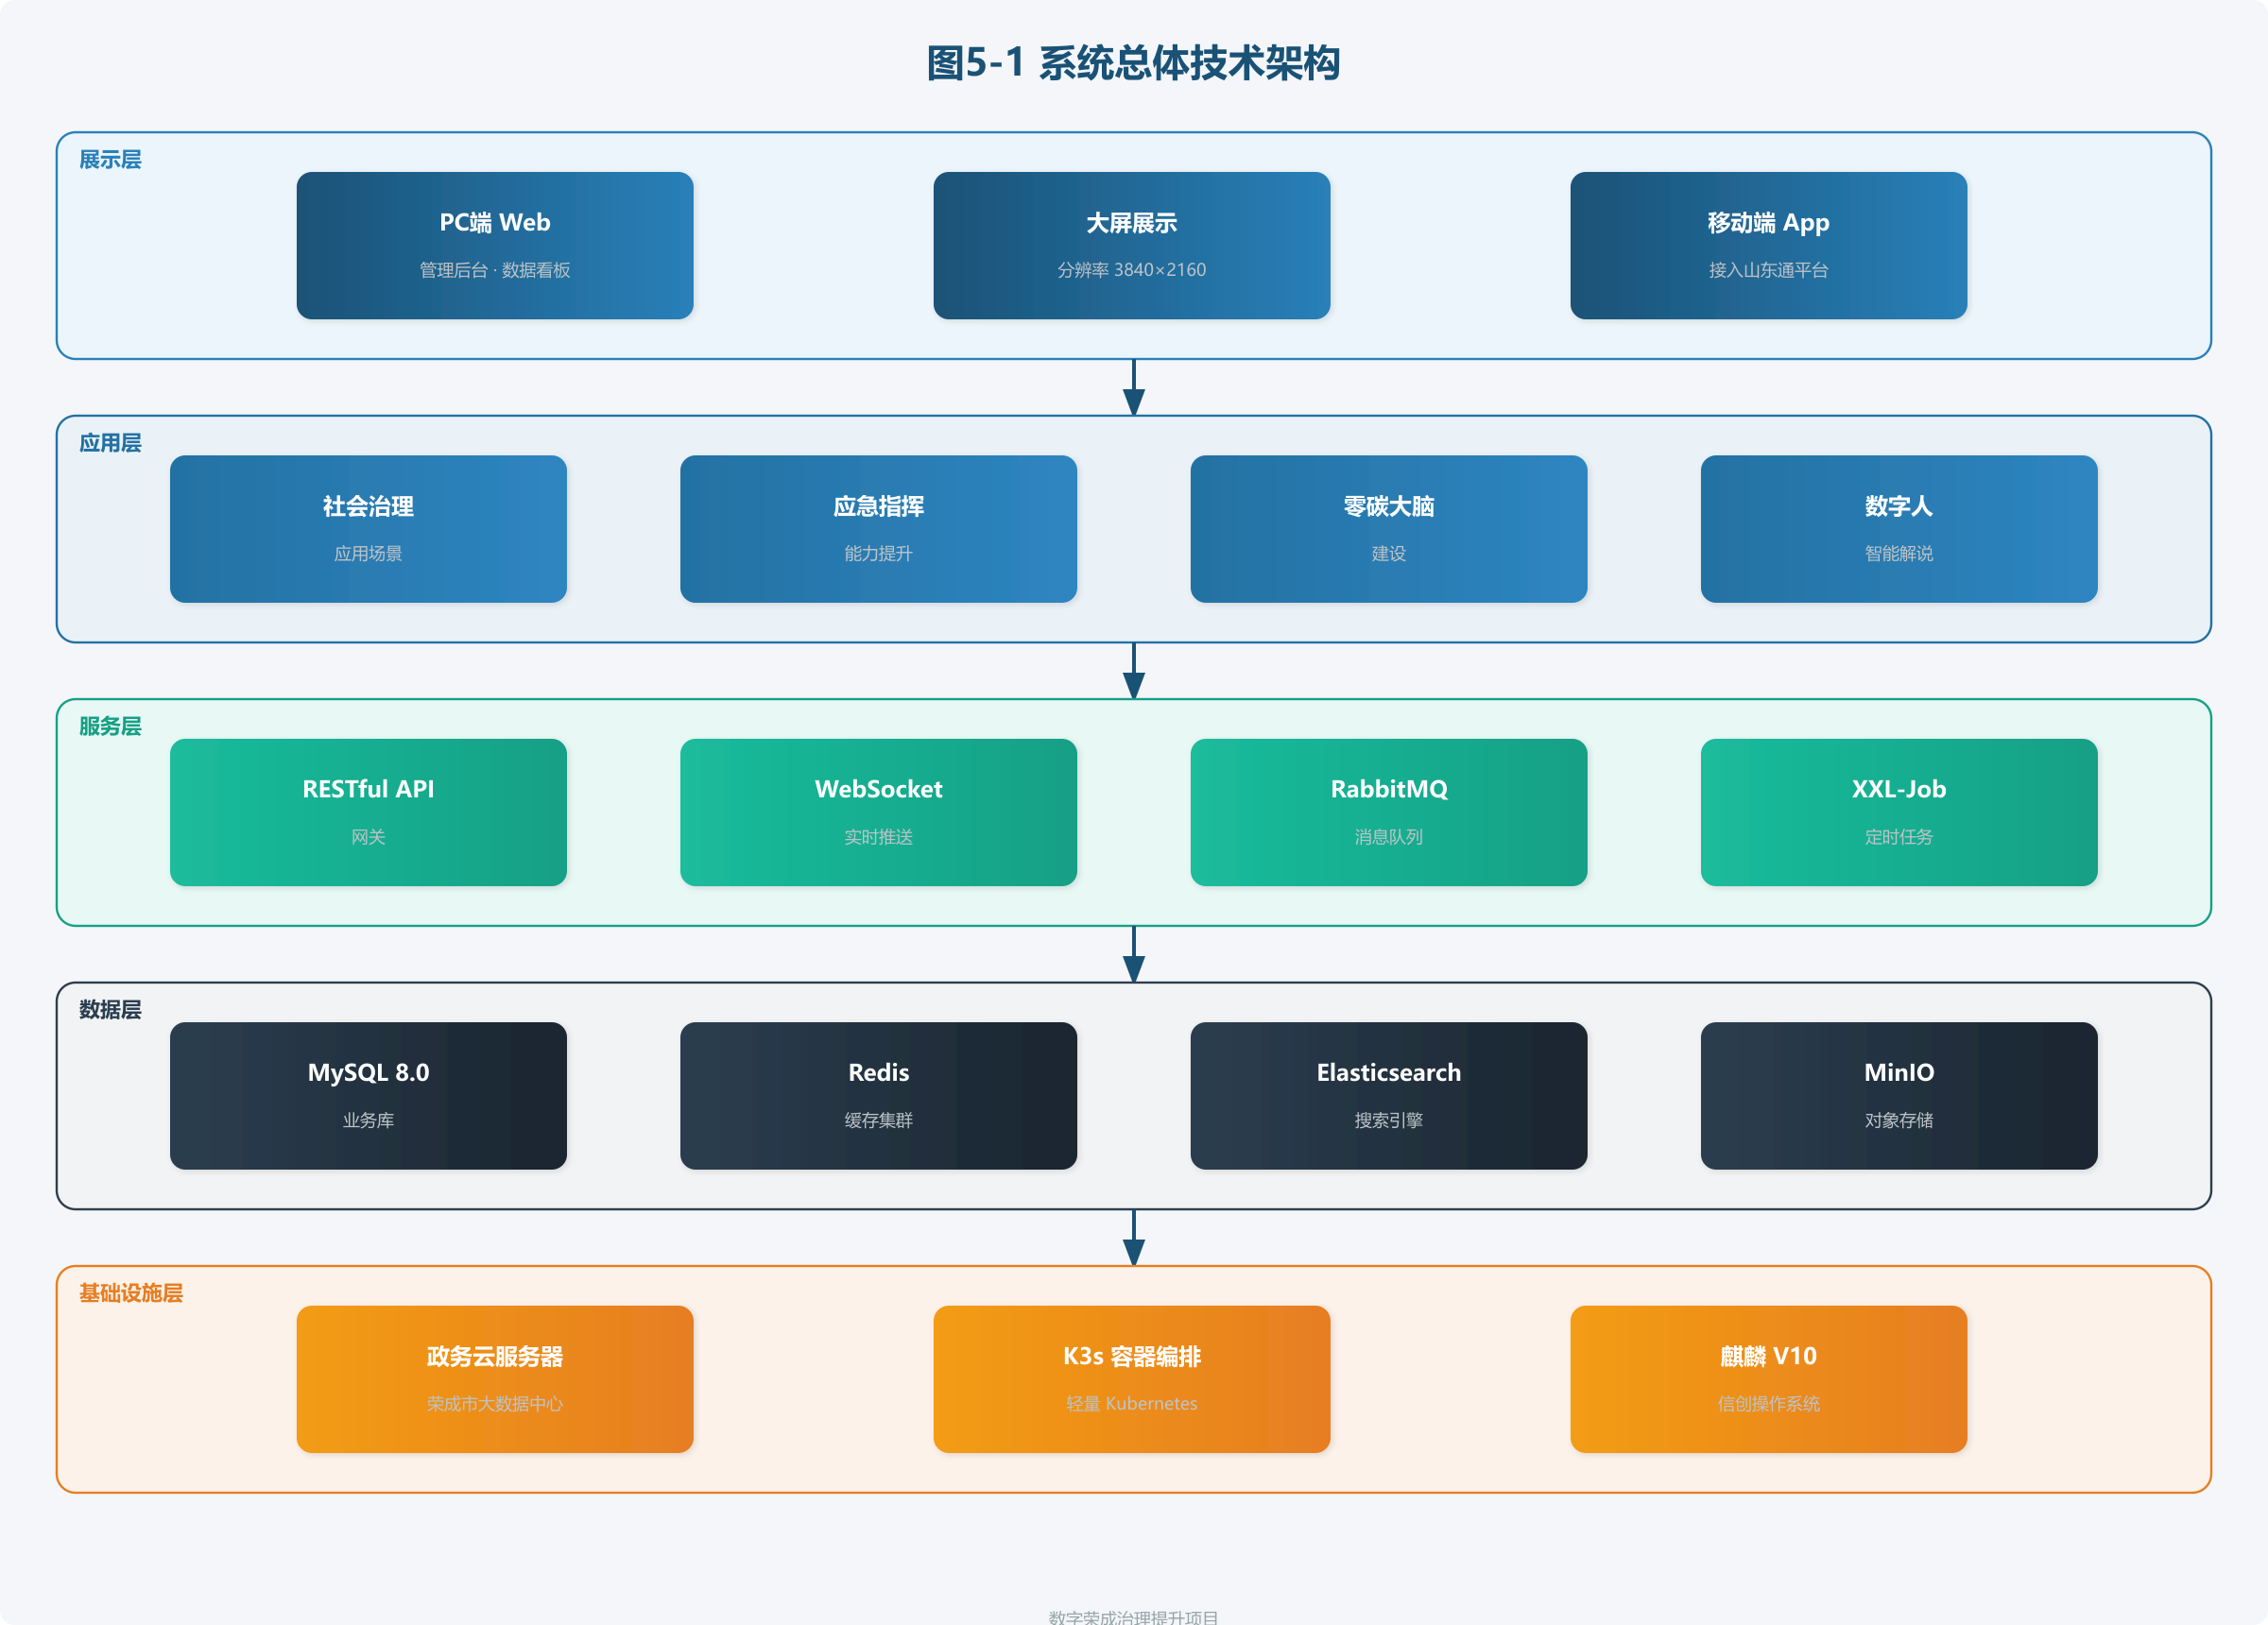 图5-1 系统总体技术架构
展示层
PC端 Web
管理后台 · 数据看板
大屏展示
分辨率 3840×2160
移动端 App
接入山东通平台
应用层
社会治理
应用场景
应急指挥
能力提升
零碳大脑
建设
数字人
智能解说
服务层
RESTful API
网关
WebSocket
实时推送
RabbitMQ
消息队列
XXL-Job
定时任务
数据层
MySQL 8.0
业务库
Redis
缓存集群
Elasticsearch
搜索引擎
MinIO
对象存储
基础设施层
政务云服务器
荣成市大数据中心
K3s 容器编排
轻量 Kubernetes
麒麟 V10
信创操作系统
数字荣成治理提升项目